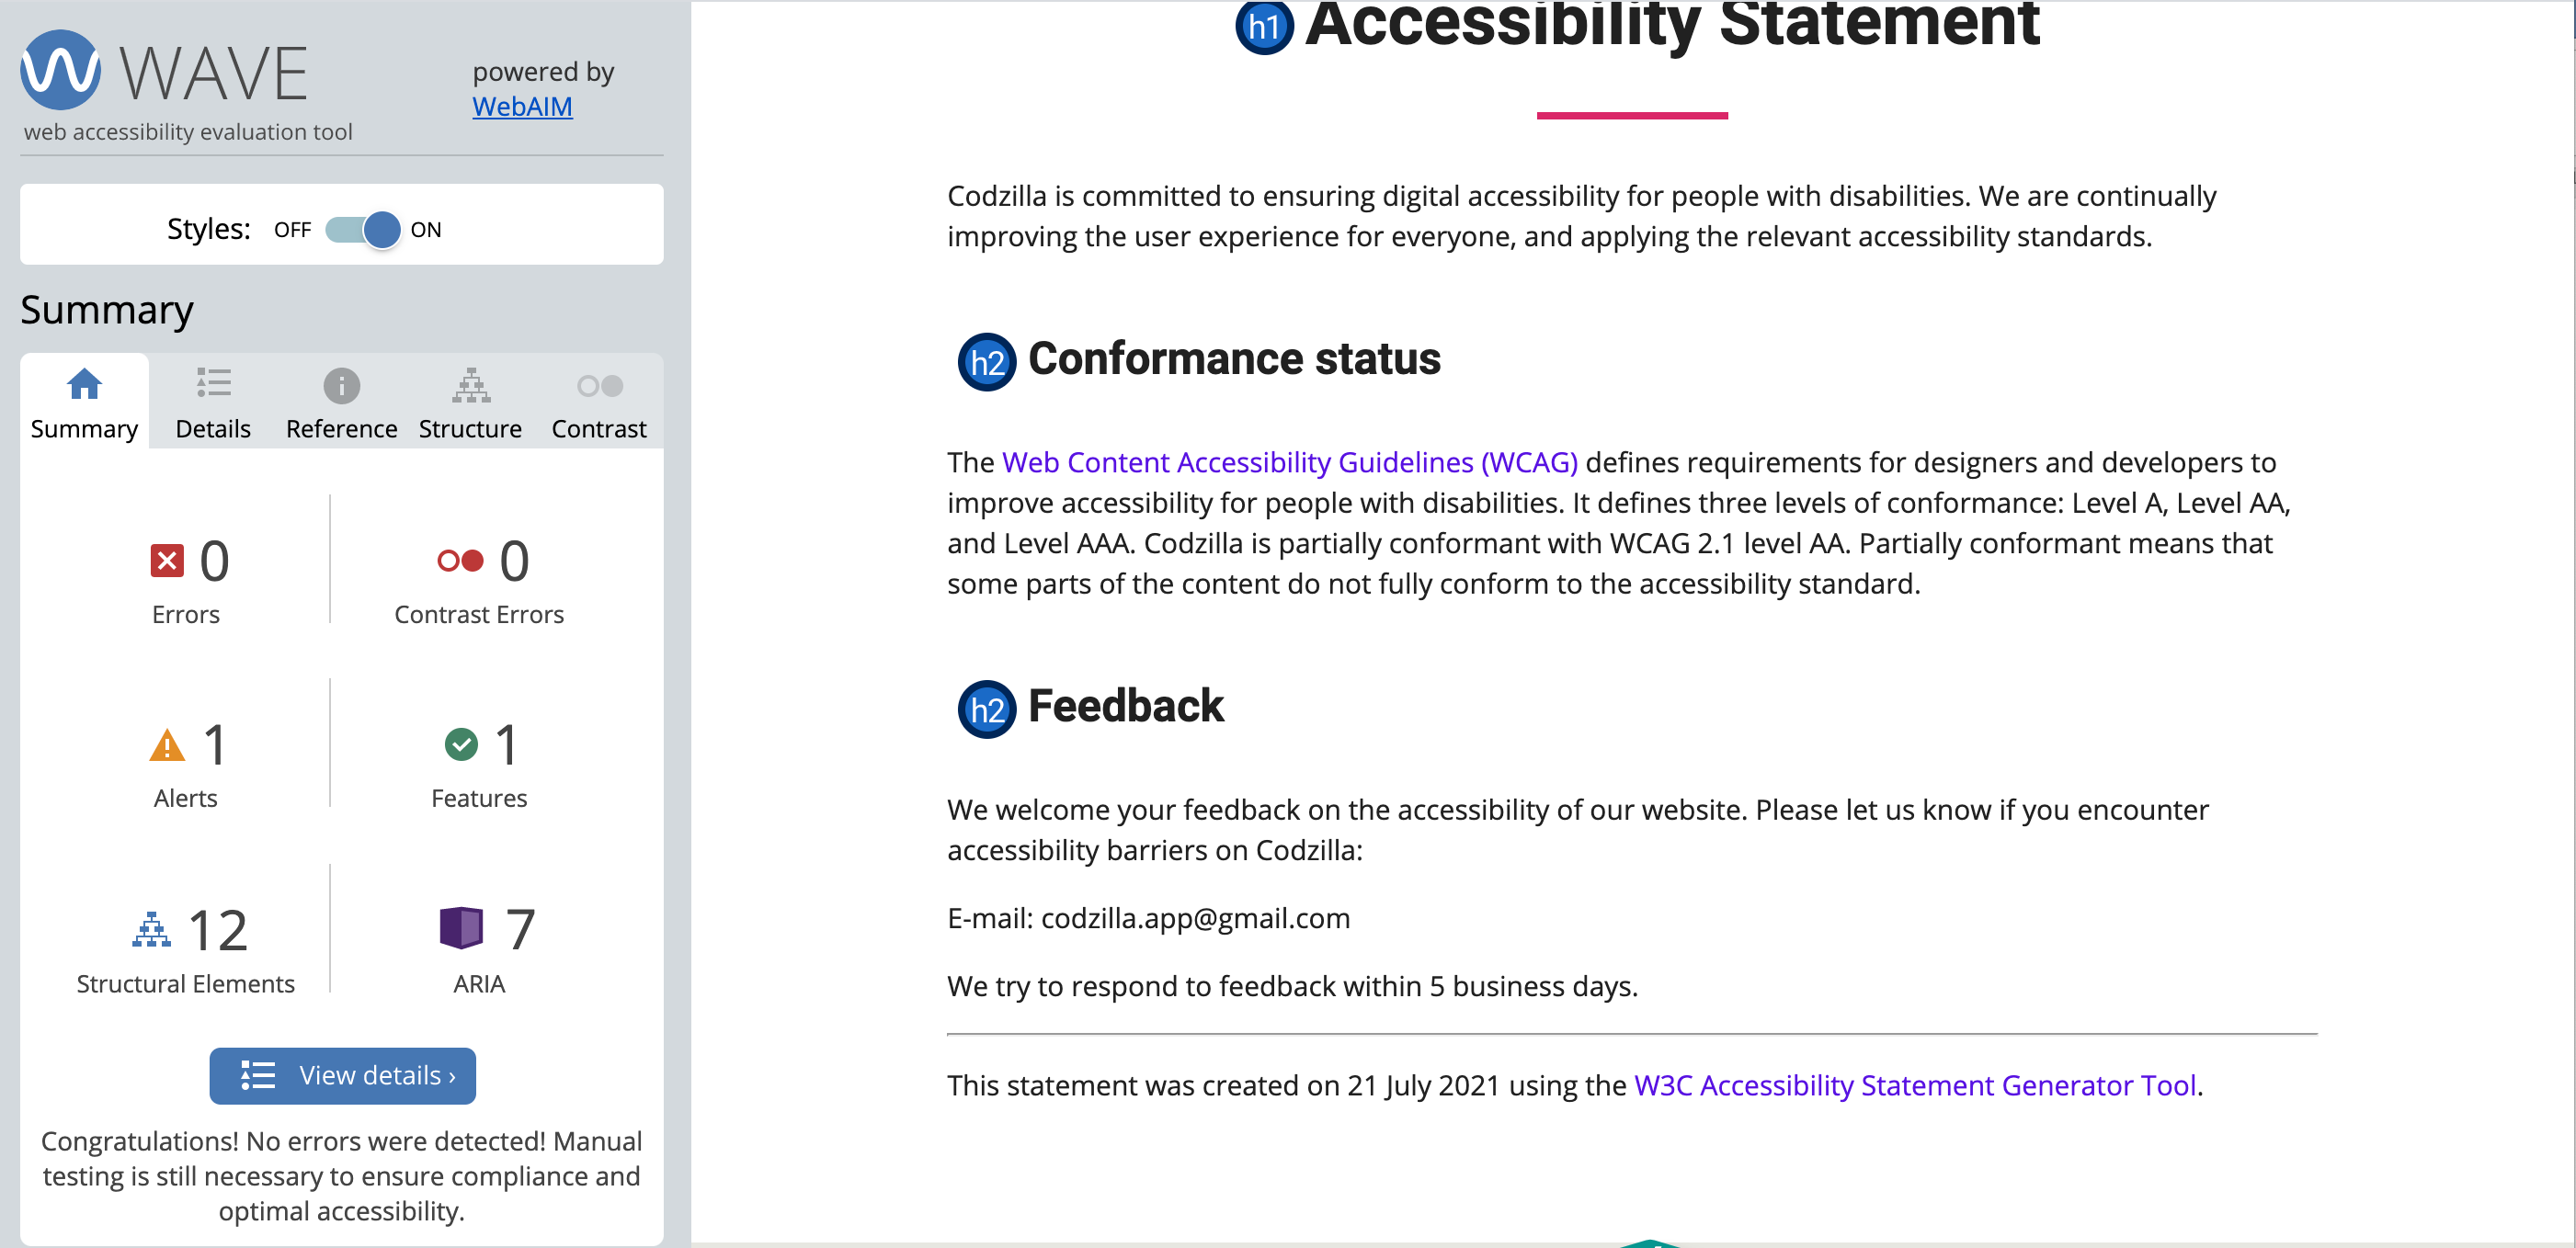 WAVE
powered by
WebAIM
web accessibility evaluation tool
Styles: OFF ON
Summary
Summary Details Reference Structure Contrast
0 0
Errors Contrast Errors
1 1
Alerts Features
12 7
Structural Elements ARIA
View details ›
Congratulations! No errors were detected! Manual
testing is still necessary to ensure compliance and
optimal accessibility.
h1 Accessibility Statement
Codzilla is committed to ensuring digital accessibility for people with disabilities. We are continually
improving the user experience for everyone, and applying the relevant accessibility standards.
h2 Conformance status
The Web Content Accessibility Guidelines (WCAG) defines requirements for designers and developers to
improve accessibility for people with disabilities. It defines three levels of conformance: Level A, Level AA,
and Level AAA. Codzilla is partially conformant with WCAG 2.1 level AA. Partially conformant means that
some parts of the content do not fully conform to the accessibility standard.
h2 Feedback
We welcome your feedback on the accessibility of our website. Please let us know if you encounter
accessibility barriers on Codzilla:
E-mail: codzilla.app@gmail.com
We try to respond to feedback within 5 business days.
This statement was created on 21 July 2021 using the W3C Accessibility Statement Generator Tool.